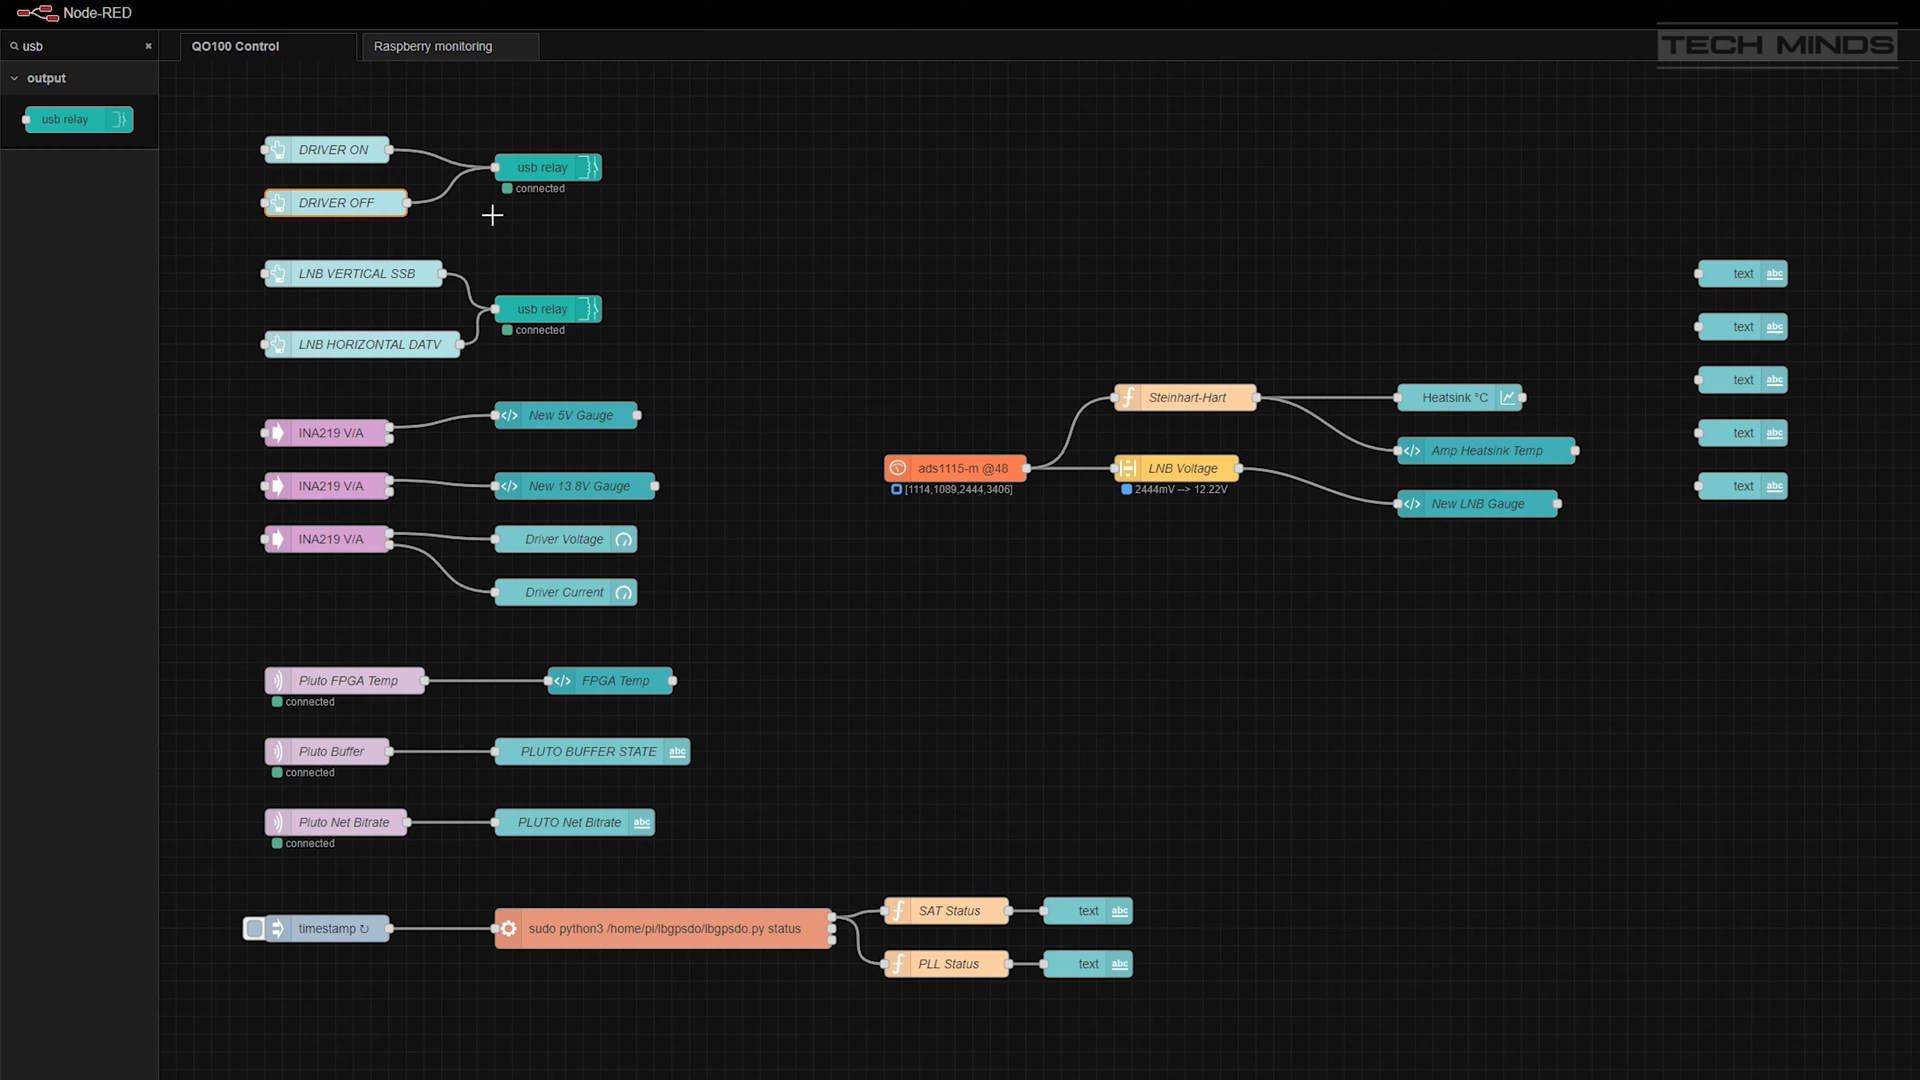 Node-RED
usb
QO100 Control
Raspberry monitoring
TECH MINDS
output
usb relay
DRIVER ON
usb relay
connected
DRIVER OFF
LNB VERTICAL SSB
usb relay
connected
LNB HORIZONTAL DATV
text abc
text abc
text abc
text abc
text abc
INA219 V/A
New 5V Gauge
INA219 V/A
New 13.8V Gauge
INA219 V/A
Driver Voltage
Driver Current
ads1115-m @48
[1114,1089,2444,3406]
Steinhart-Hart
Heatsink °C
Amp Heatsink Temp
LNB Voltage
2444mV --> 12.22V
New LNB Gauge
Pluto FPGA Temp
connected
FPGA Temp
Pluto Buffer
connected
PLUTO BUFFER STATE abc
Pluto Net Bitrate
connected
PLUTO Net Bitrate abc
timestamp ↻
sudo python3 /home/pi/lbgpsdo/lbgpsdo.py status
SAT Status
text abc
PLL Status
text abc